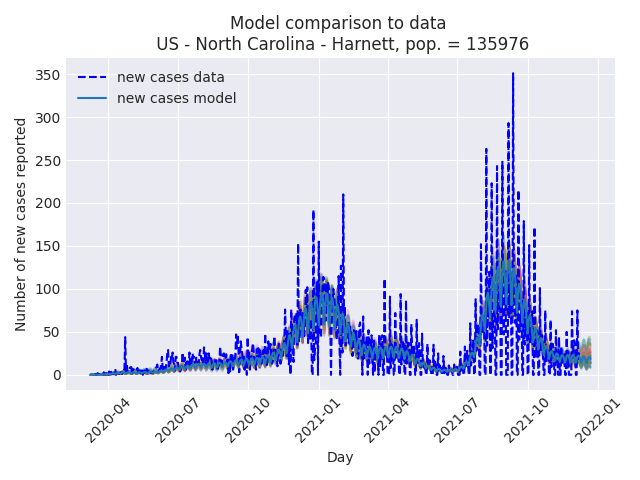 Model comparison to data
US - North Carolina - Harnett, pop. = 135976
new cases data
new cases model
Number of new cases reported
350
300
250
200
150
100
50
0
2020-04
2020-07
2020-10
2021-01
2021-04
2021-07
2021-10
2022-01
Day